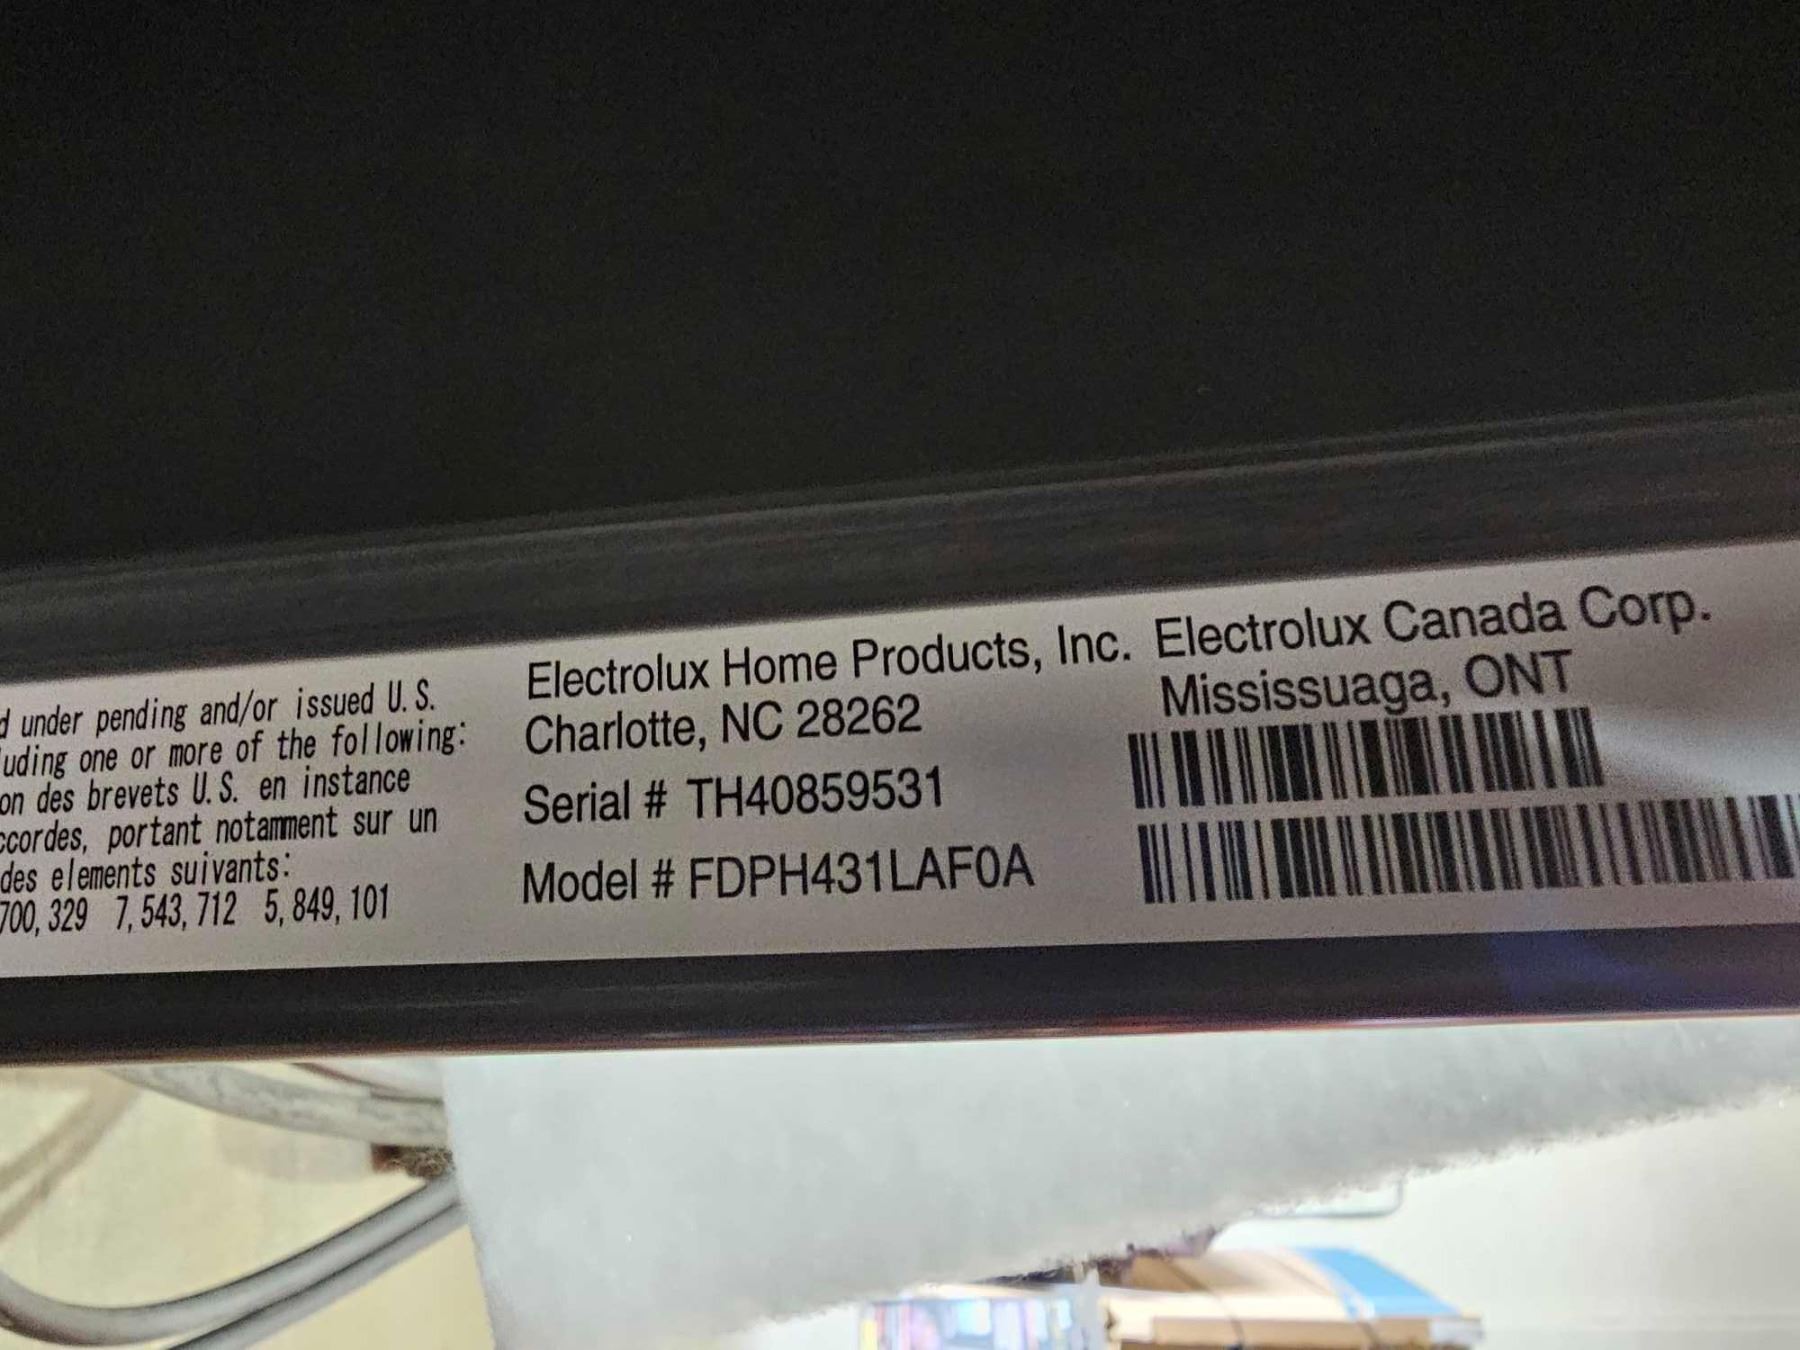 d under pending and/or issued U.S.
uding one or more of the following:
on des brevets U.S. en instance
ccordes, portant notamment sur un
des elements suivants:
700,329 7,543,712 5,849,101
Electrolux Home Products, Inc.
Charlotte, NC 28262
Serial # TH40859531
Model # FDPH431LAF0A
Electrolux Canada Corp.
Mississuaga, ONT